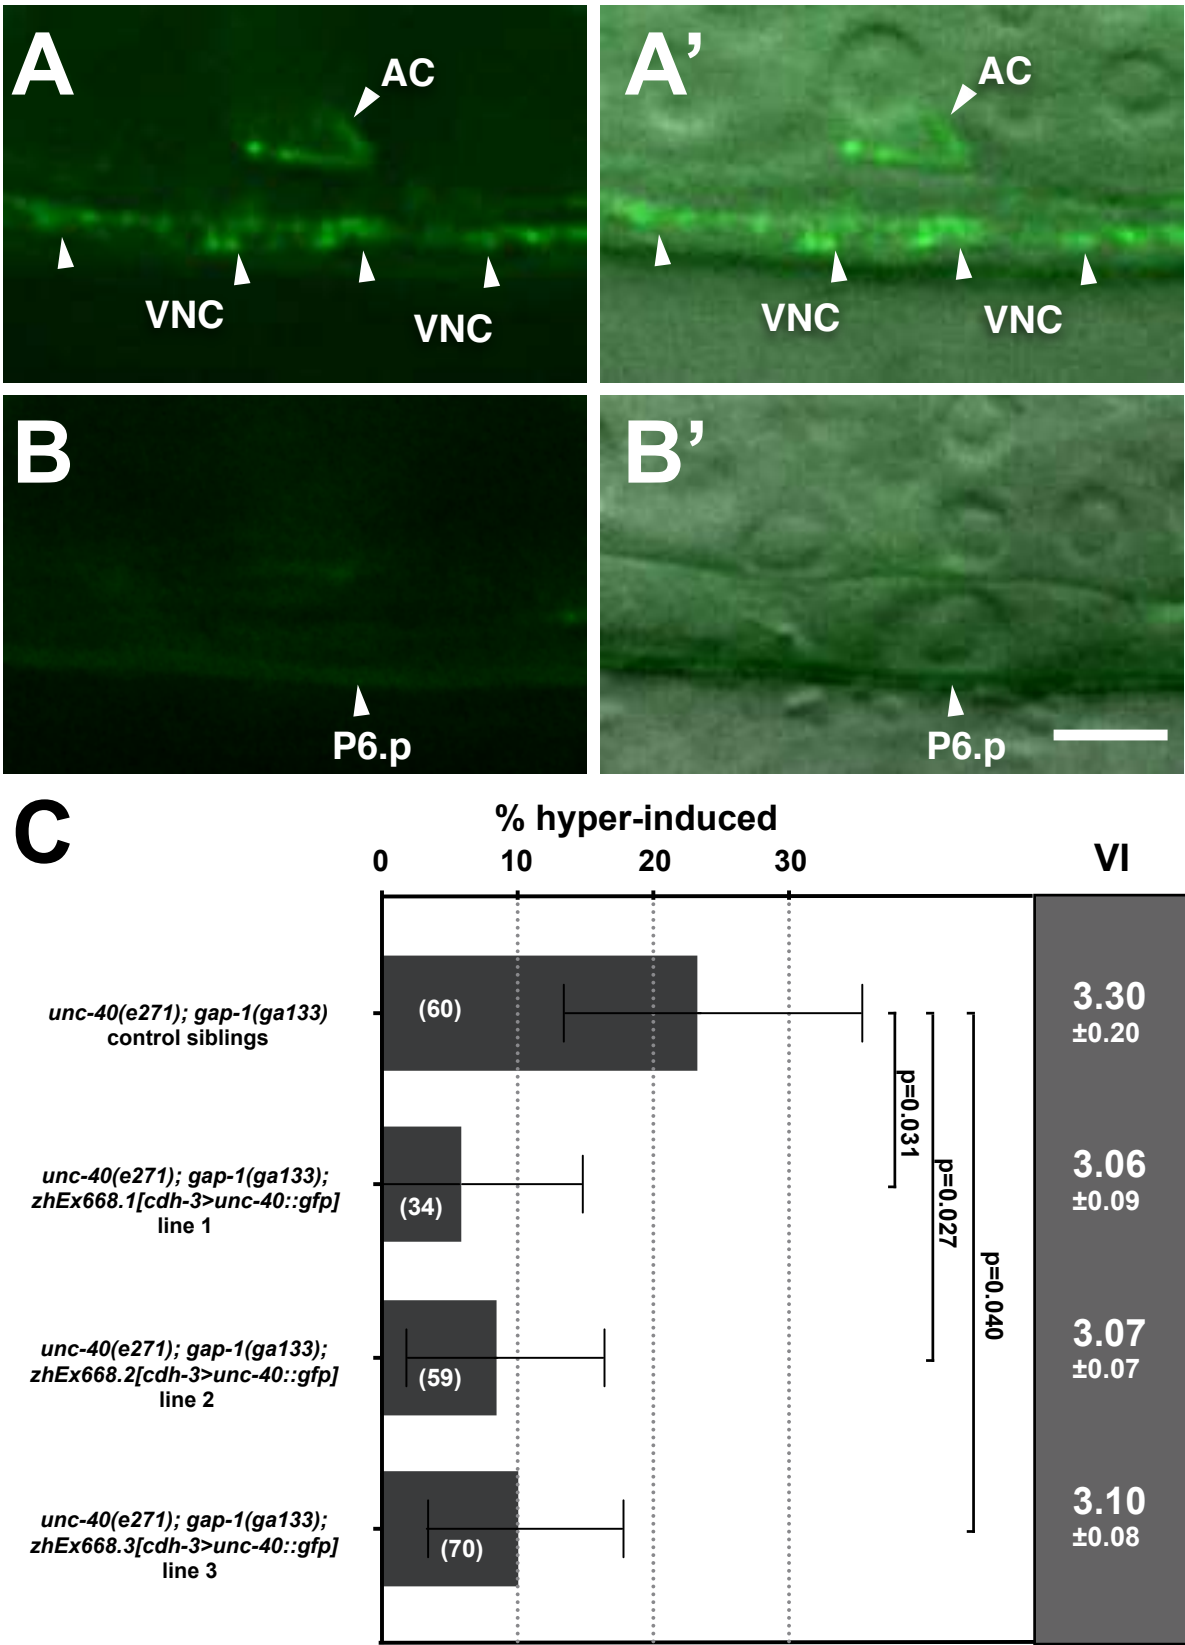 A
AC
VNC
VNC
A’
AC
VNC
VNC
B
P6.p
B’
P6.p
C
% hyper-induced
0 10 20 30
VI
unc-40(e271); gap-1(ga133)
control siblings
(60)
3.30
±0.20
unc-40(e271); gap-1(ga133);
zhEx668.1[cdh-3>unc-40::gfp]
line 1
(34)
3.06
±0.09
unc-40(e271); gap-1(ga133);
zhEx668.2[cdh-3>unc-40::gfp]
line 2
(59)
3.07
±0.07
unc-40(e271); gap-1(ga133);
zhEx668.3[cdh-3>unc-40::gfp]
line 3
(70)
3.10
±0.08
p=0.031
p=0.027
p=0.040